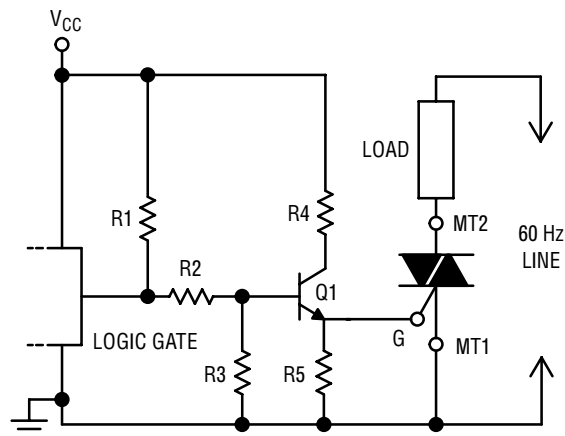 VCC
R1
R4
LOAD
MT2
60 Hz
LINE
R2
Q1
LOGIC GATE
G
MT1
R3
R5